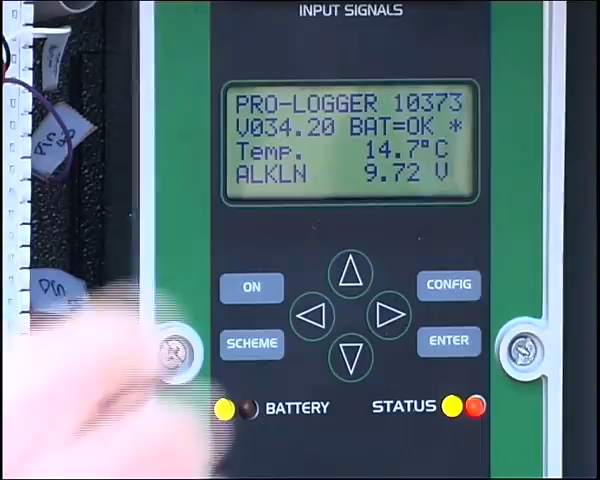 INPUT SIGNALS
PRO-LOGGER 10373
V034.20 BAT=OK *
Temp. 14.7°C
ALKLN 9.72 V
ON
CONFIG
SCHEME
ENTER
BATTERY
STATUS